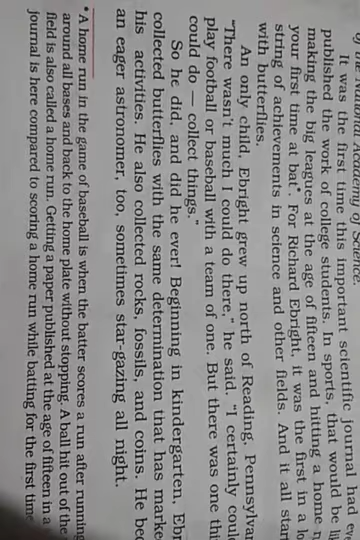 of the National Academy of Science.
It was the first time this important scientific journal had
published the work of college students. In sports, that would be
making the big leagues at the age of fifteen and hitting a home
your first time at bat.* For Richard Ebright, it was the first in a
string of achievements in science and other fields. And it all
with butterflies.
An only child, Ebright grew up north of Reading,
“There wasn't much I could do there,” he said. “I certainly
play football or baseball with a team of one. But there was one
could do — collect things.”
So he did, and did he ever! Beginning in kindergarten,
collected butterflies with the same determination that has
his activities. He also collected rocks, fossils, and coins. He
an eager astronomer, too, sometimes star-gazing all night.
* A home run in the game of baseball is when the batter scores a run after running
around all bases and back to the home plate without stopping. A ball hit out of the
field is also called a home run. Getting a paper published at the age of fifteen in a
journal is here compared to scoring a home run while batting for the first time